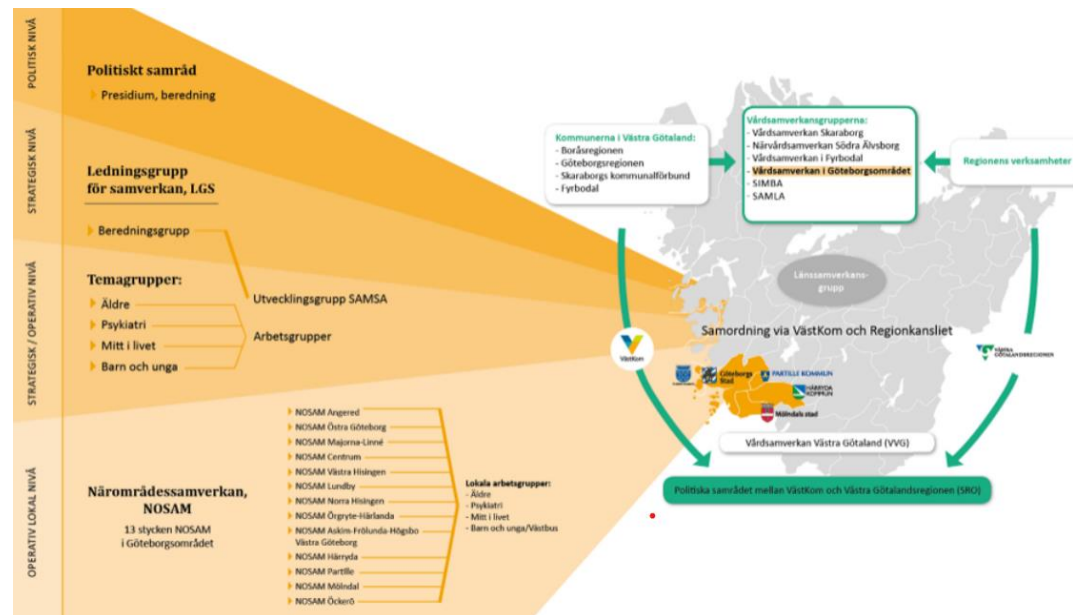 POLITISK NIVÅ
Politiskt samråd
Presidium, beredning
STRATEGISK NIVÅ
Ledningsgrupp
för samverkan, LGS
Beredningsgrupp
STRATEGISK / OPERATIV NIVÅ
Temagrupper:
Äldre
Psykiatri
Mitt i livet
Barn och unga
Utvecklingsgrupp SAMSA
Arbetsgrupper
OPERATIV LOKAL NIVÅ
Närområdessamverkan,
NOSAM
13 stycken NOSAM
i Göteborgsområdet
NOSAM Angered
NOSAM Östra Göteborg
NOSAM Majorna-Linné
NOSAM Centrum
NOSAM Västra Hisingen
NOSAM Lundby
NOSAM Norra Hisingen
NOSAM Örgryte-Härlanda
NOSAM Askim-Frölunda-Högsbo
Västra Göteborg
NOSAM Härryda
NOSAM Partille
NOSAM Mölndal
NOSAM Öckerö
Lokala arbetsgrupper:
- Äldre
- Psykiatri
- Mitt i livet
- Barn och unga/Västbus
Kommunerna i Västra Götaland:
- Boråsregionen
- Göteborgsregionen
- Skaraborgs kommunalförbund
- Fyrbodal
Vårdsamverkansgrupperna:
- Vårdsamverkan Skaraborg
- Närvårdsamverkan Södra Älvsborg
- Vårdsamverkan i Fyrbodal
- Vårdsamverkan i Göteborgsområdet
- SIMBA
- SAMLA
Regionens verksamheter
Länssamverkans-
grupp
Samordning via VästKom och Regionkansliet
VästKom
VÄSTRA
GÖTALANDSREGIONEN
Göteborgs
Stad
PARTILLE KOMMUN
HÄRRYDA
KOMMUN
Mölndals stad
Vårdsamverkan Västra Götaland (VVG)
Politiska samrådet mellan VästKom och Västra Götalandsregionen (SRO)